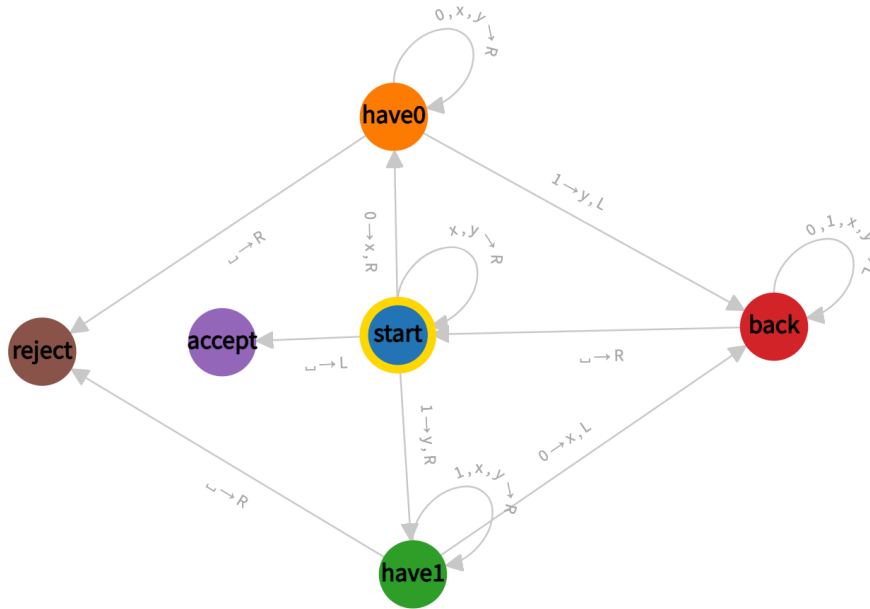 0,x,y→R
have0
1→y,L
␣→R
0→x,R
x,y→R
0,1,x,y→L
reject
accept
start
back
␣→L
␣→R
1→y,R
0→x,L
1,x,y→R
␣→R
have1